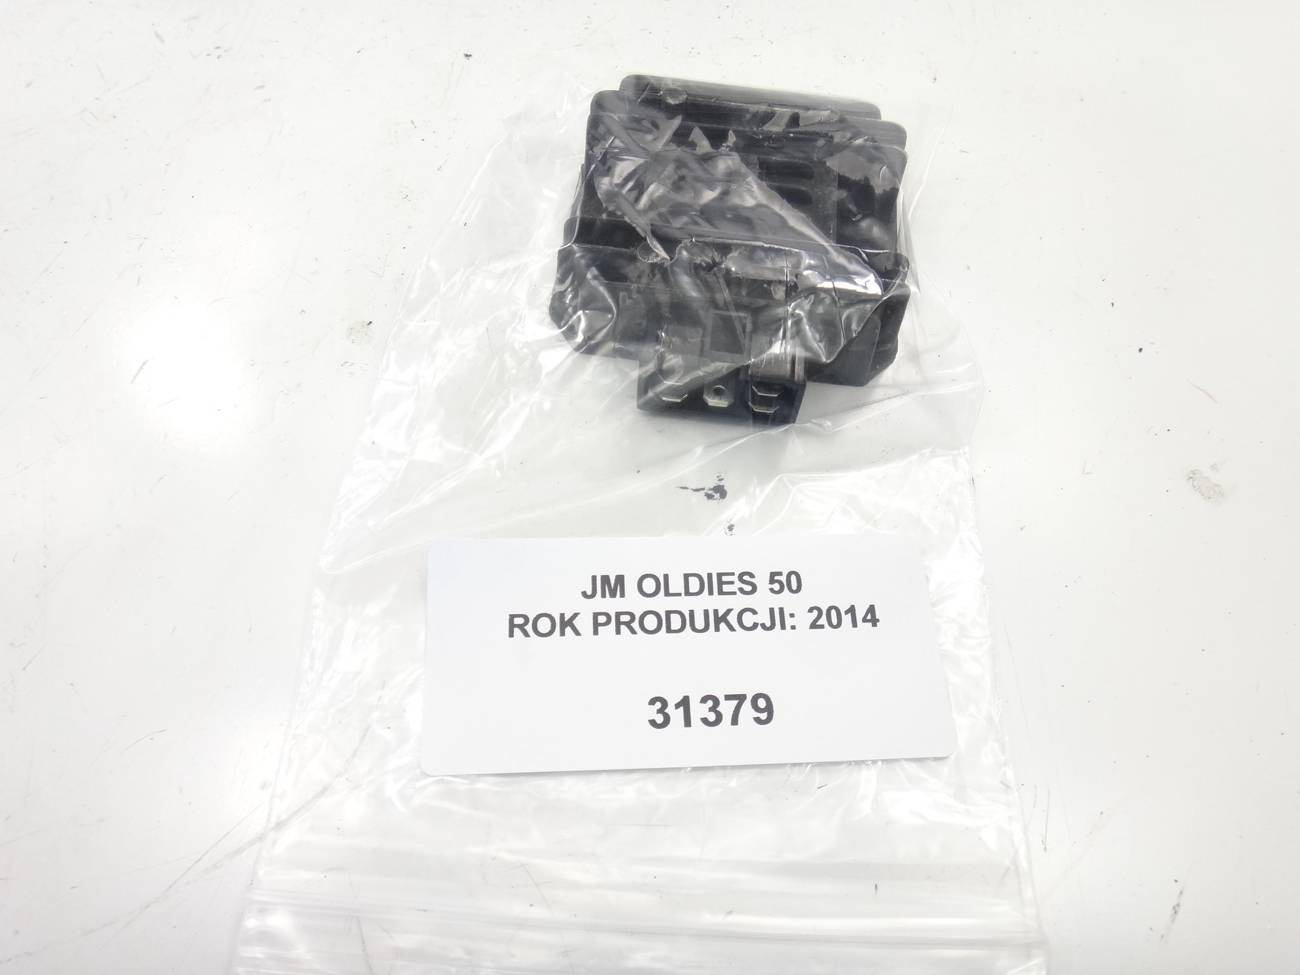 JM OLDIES 50
ROK PRODUKCJI: 2014
31379